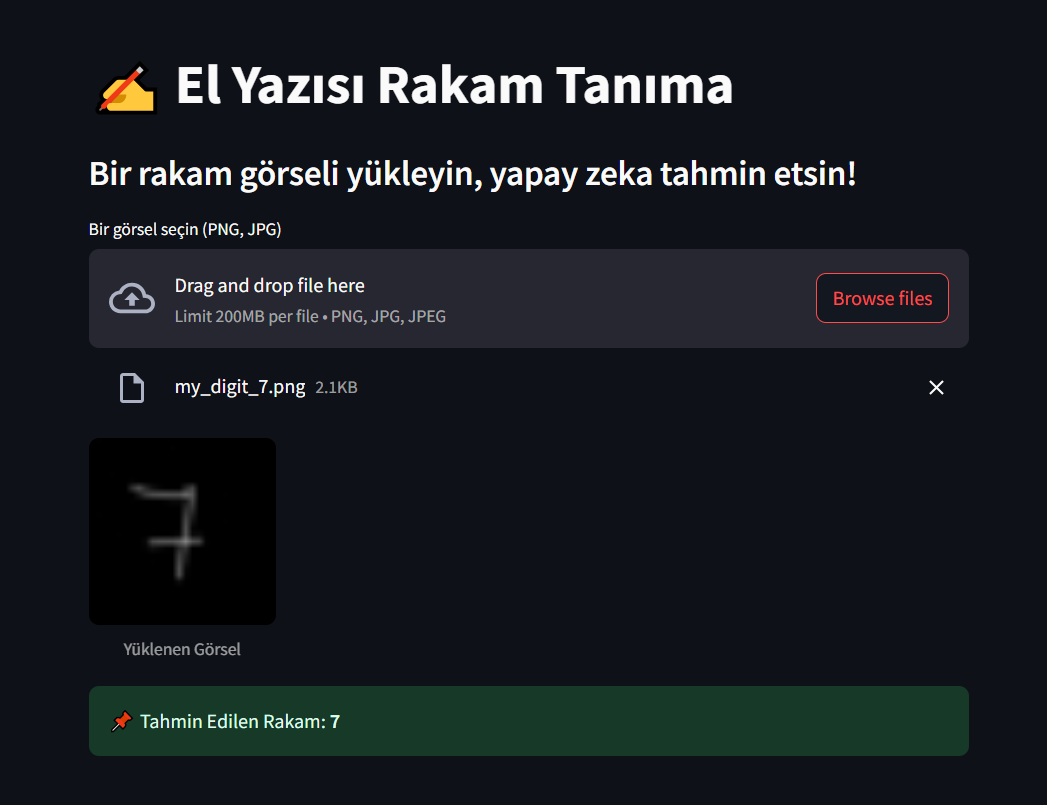 ✍️ El Yazısı Rakam Tanıma
Bir rakam görseli yükleyin, yapay zeka tahmin etsin!
Bir görsel seçin (PNG, JPG)
Drag and drop file here
Browse files
Limit 200MB per file • PNG, JPG, JPEG
my_digit_7.png 2.1KB
7
Yüklenen Görsel
📌 Tahmin Edilen Rakam: 7